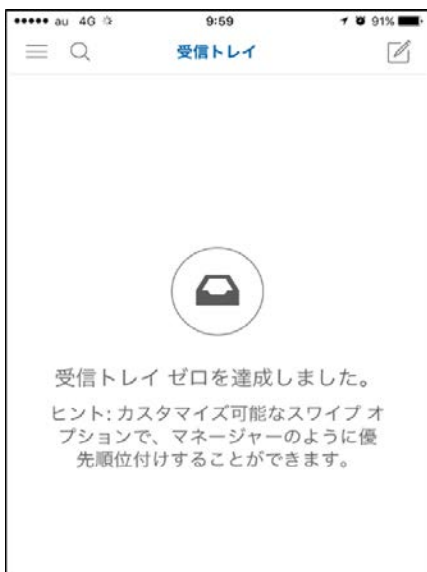 au 4G 9:59 91%
受信トレイ
受信トレイ ゼロを達成しました。
ヒント: カスタマイズ可能なスワイプ オ
プションで、マネージャーのように優
先順位付けすることができます。